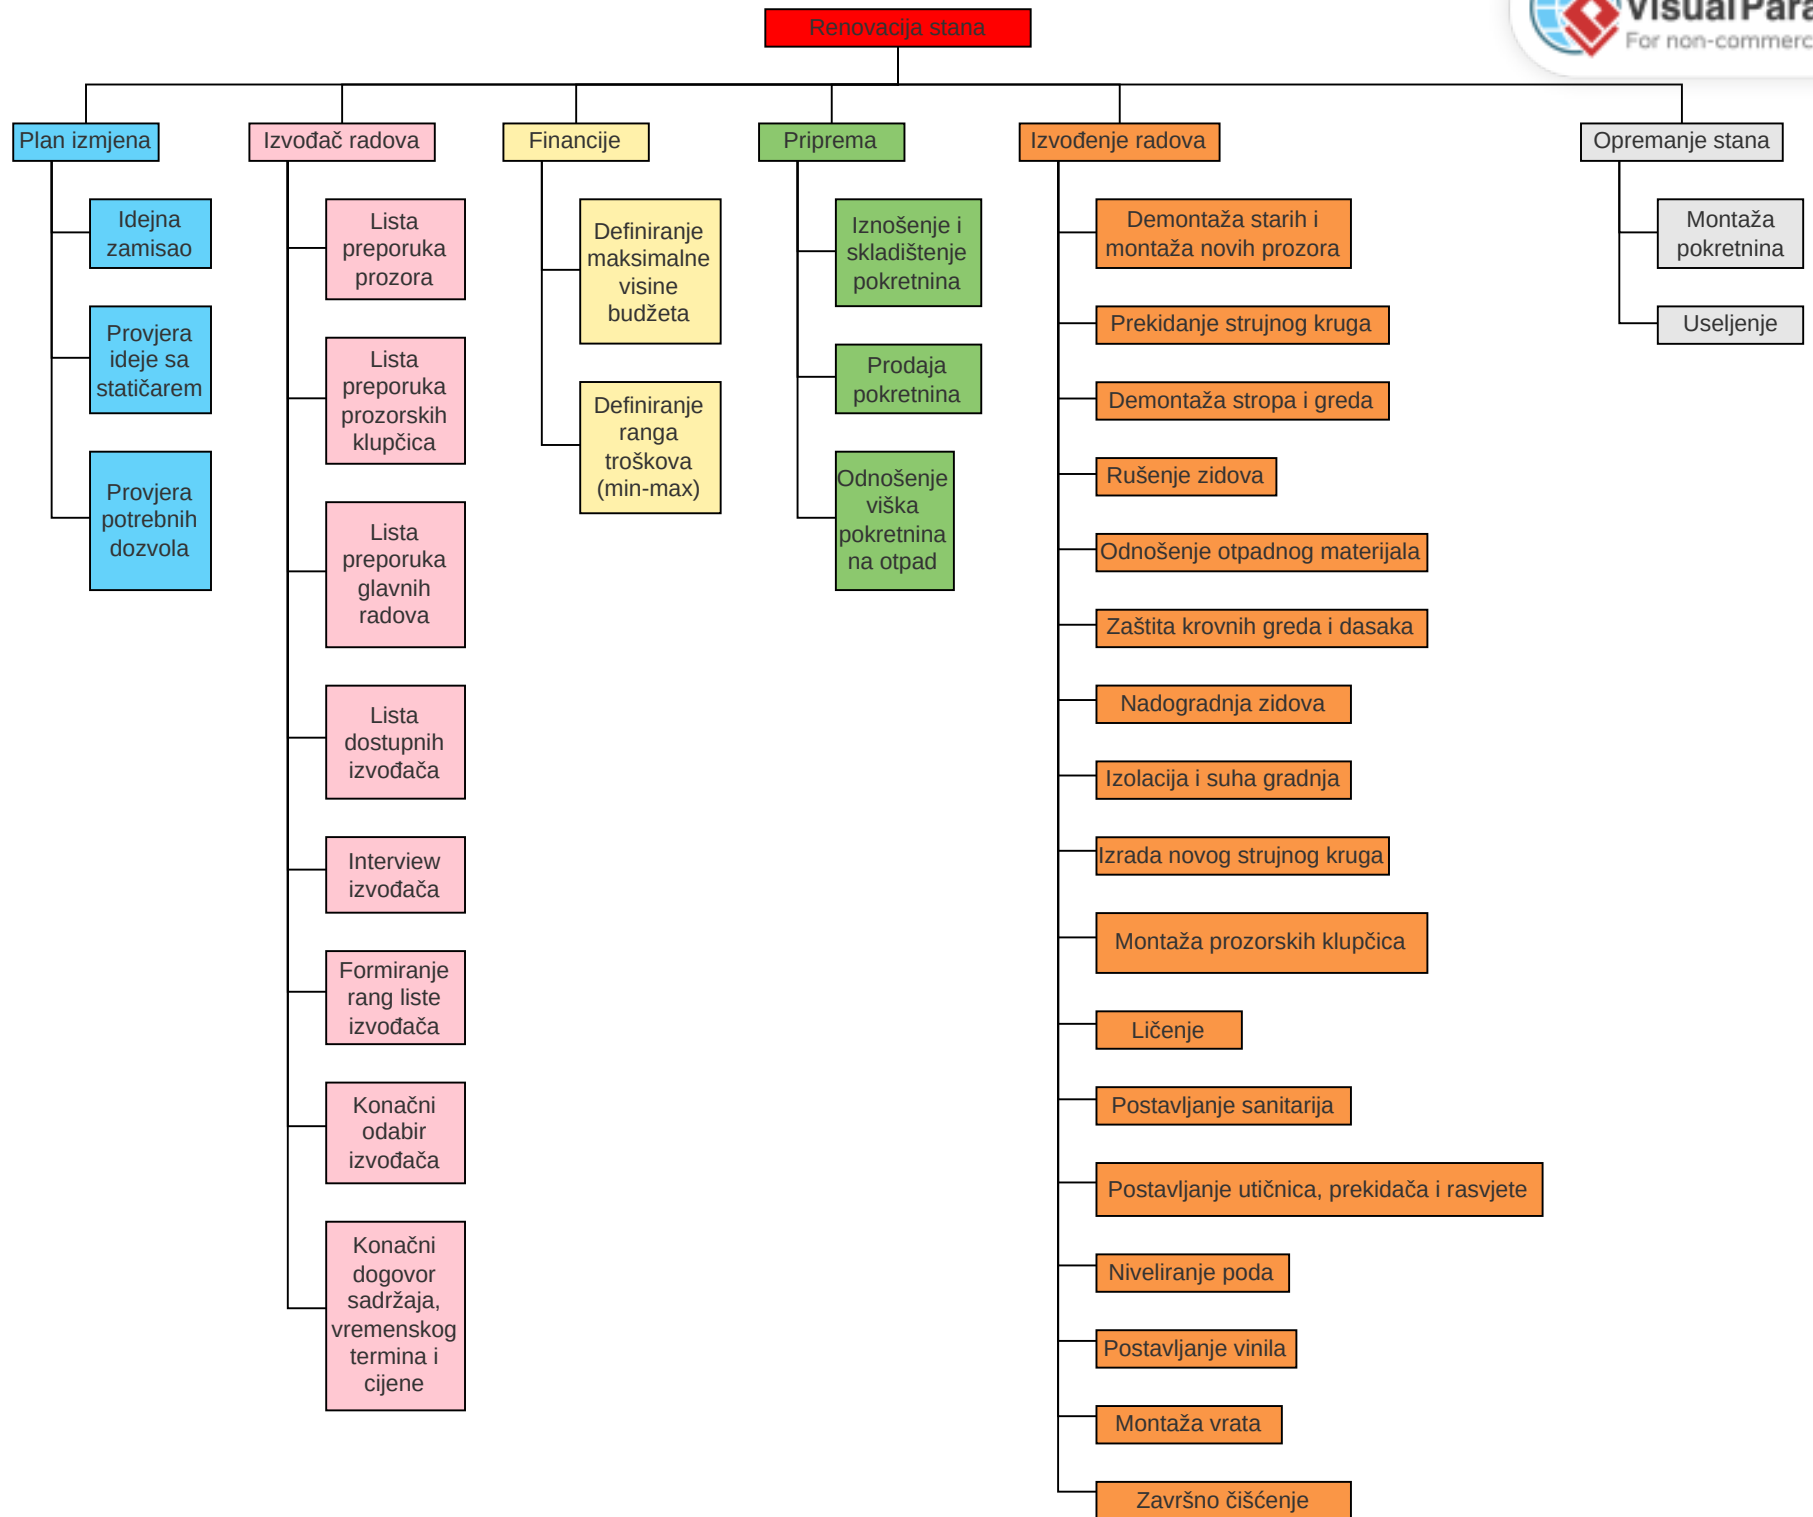 Renovacija stana
For non-commerc
Plan izmjena
Izvođač radova
Financije
Priprema
Izvođenje radova
Opremanje stana
Idejna
zamisao
Provjera
ideje sa
statičarem
Provjera
potrebnih
dozvola
Lista
preporuka
prozora
Lista
preporuka
prozorskih
klupčica
Lista
preporuka
glavnih
radova
Lista
dostupnih
izvođača
Interview
izvođača
Formiranje
rang liste
izvođača
Konačni
odabir
izvođača
Konačni
dogovor
sadržaja,
vremenskog
termina i
cijene
Definiranje
maksimalne
visine
budžeta
Definiranje
ranga
troškova
(min-max)
Iznošenje i
skladištenje
pokretnina
Prodaja
pokretnina
Odnošenje
viška
pokretnina
na otpad
Demontaža starih i
montaža novih prozora
Prekidanje strujnog kruga
Demontaža stropa i greda
Rušenje zidova
Odnošenje otpadnog materijala
Zaštita krovnih greda i dasaka
Nadogradnja zidova
Izolacija i suha gradnja
Izrada novog strujnog kruga
Montaža prozorskih klupčica
Ličenje
Postavljanje sanitarija
Postavljanje utičnica, prekidača i rasvjete
Niveliranje poda
Postavljanje vinila
Montaža vrata
Završno čišćenje
Montaža
pokretnina
Useljenje